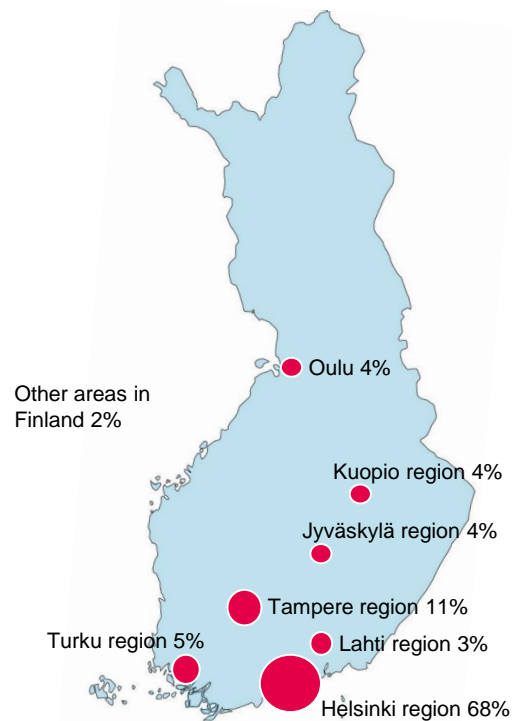 Oulu 4%
Other areas in
Finland 2%
Kuopio region 4%
Jyväskylä region 4%
Tampere region 11%
Turku region 5%
Lahti region 3%
Helsinki region 68%